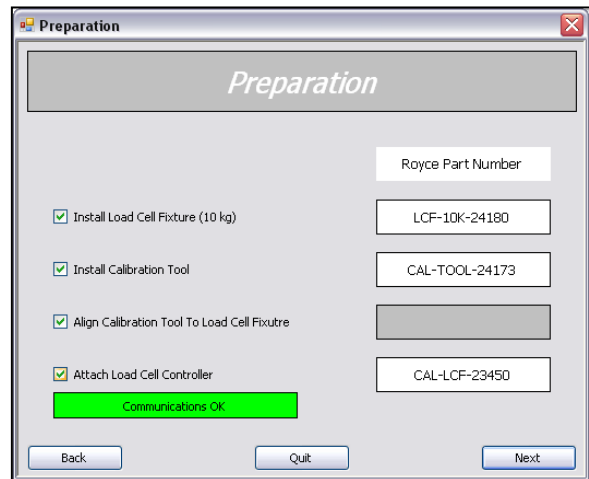 Preparation
Preparation
Royce Part Number
Install Load Cell Fixture (10 kg)
LCF-10K-24180
Install Calibration Tool
CAL-TOOL-24173
Align Calibration Tool To Load Cell Fixutre
Attach Load Cell Controller
CAL-LCF-23450
Communications OK
Back
Quit
Next